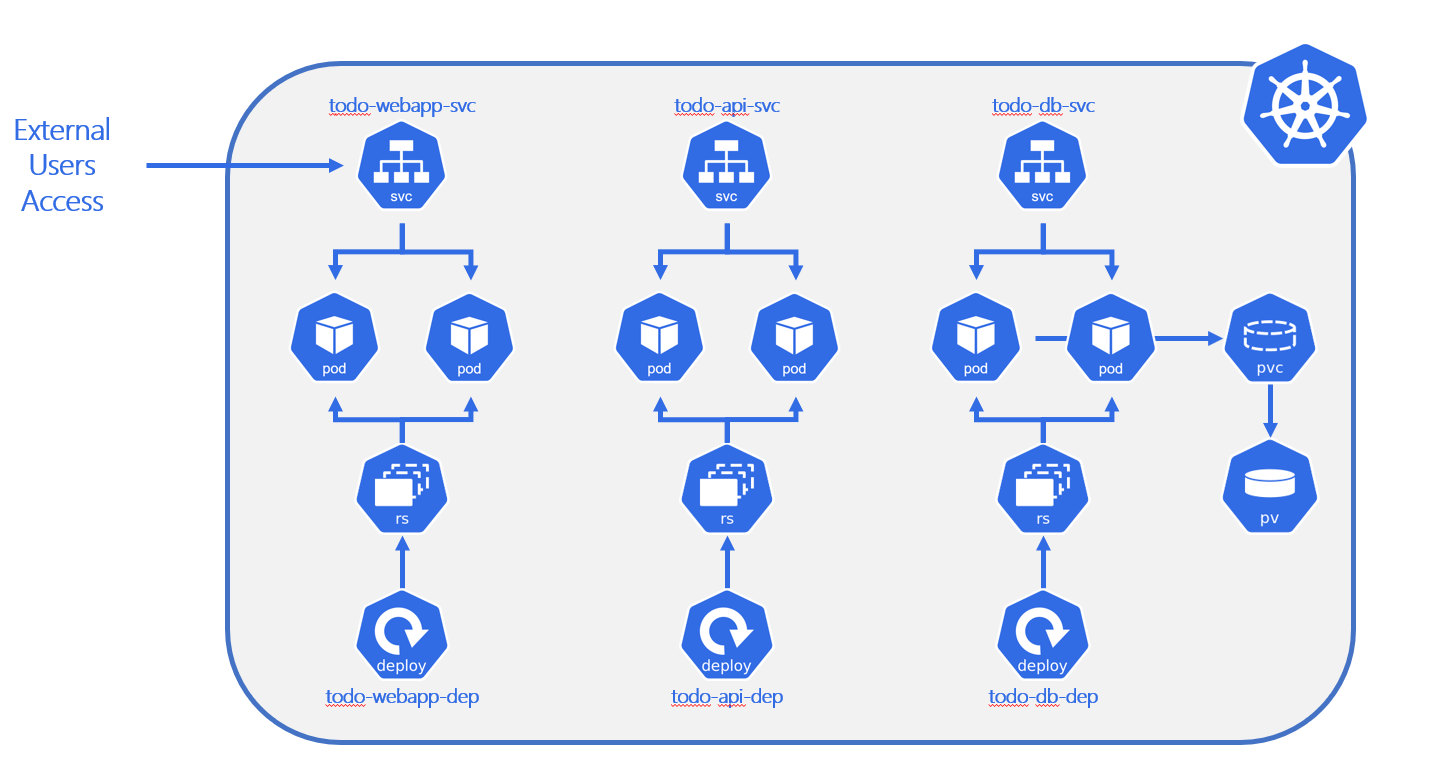 todo-webapp-svc
todo-api-svc
todo-db-svc
External
Users
Access
svc
svc
svc
pod
pod
pod
pod
pod
pod
pvc
rs
rs
rs
pv
deploy
deploy
deploy
todo-webapp-dep
todo-api-dep
todo-db-dep